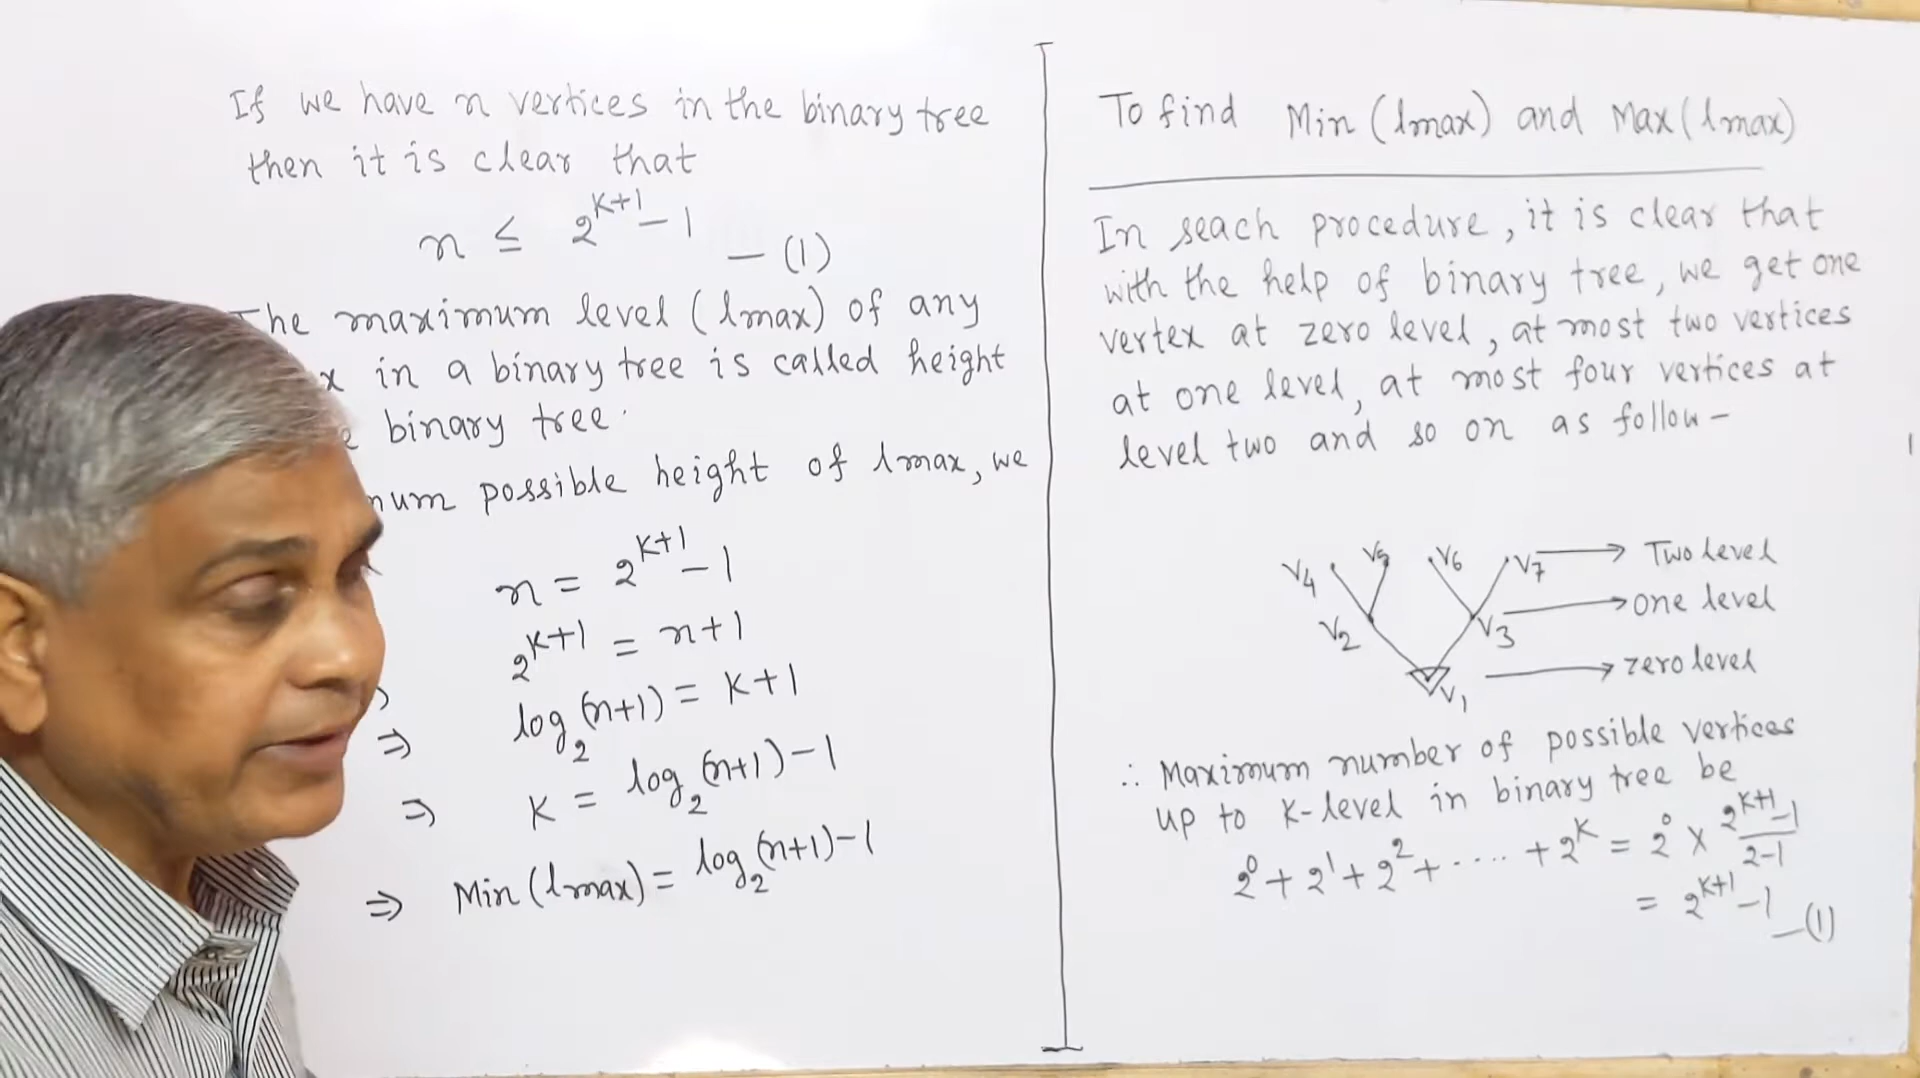 If we have n vertices in the binary tree
then it is clear that
n ≤ 2^{k+1} - 1 — (1)
The maximum level (lmax) of any
x in a binary tree is called height
e binary tree.
num possible height of lmax, we
n = 2^{k+1} - 1
2^{k+1} = n+1
⇒ log_2(n+1) = k+1
⇒ k = log_2(n+1) - 1
⇒ Min(lmax) = log_2(n+1) - 1
To find Min (lmax) and Max (lmax)
In seach procedure, it is clear that
with the help of binary tree, we get one
vertex at zero level, at most two vertices
at one level, at most four vertices at
level two and so on as follow -
V4 V5 V6 V7 → Two level
V2 V3 → one level
V1 → zero level
∴ Maximum number of possible vertices
up to k-level in binary tree be
2^0 + 2^1 + 2^2 + ..... + 2^k = 2^0 × (2^{k+1} - 1)/(2-1)
= 2^{k+1} - 1 — (1)